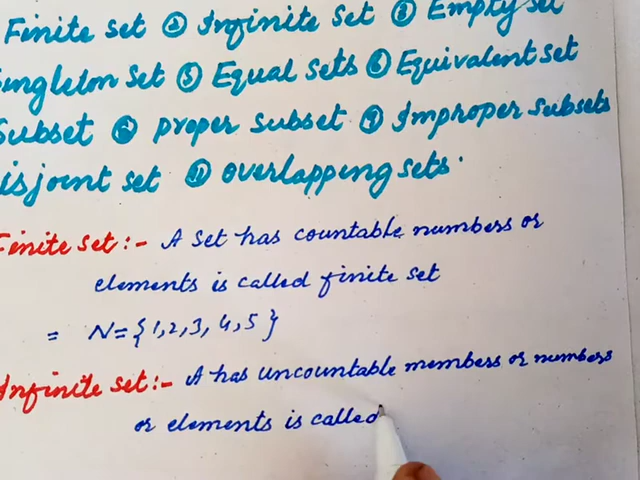 Finite set ② Infinite set ③ Empty set
Singleton set ⑤ Equal sets ⑥ Equivalent set
Subset ⑧ proper subset ⑨ Improper subsets
isjoint set ⑪ overlapping sets.
Finite set :- A set has countable numbers or
elements is called finite set
= N = {1, 2, 3, 4, 5}
Infinite set :- A has uncountable members or numbers
or elements is called